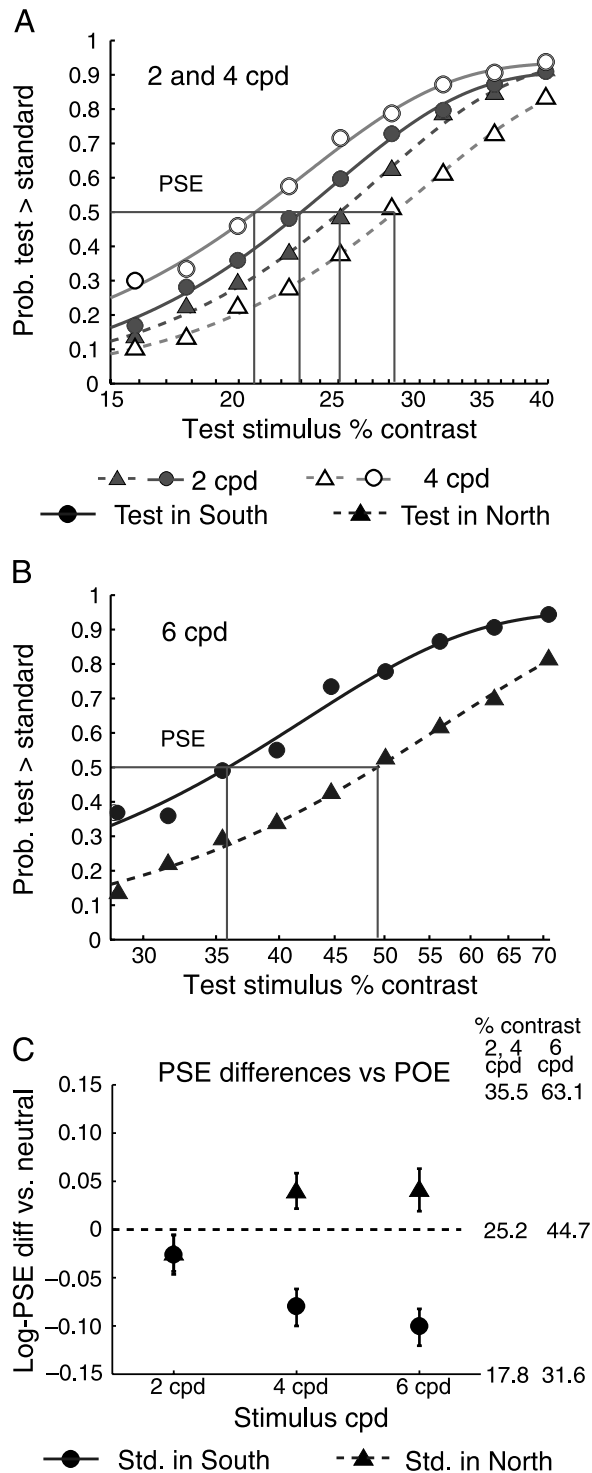 A
2 and 4 cpd
PSE
Prob. test > standard
1
0.9
0.8
0.7
0.6
0.5
0.4
0.3
0.2
0.1
0
15 20 25 30 35 40
Test stimulus % contrast
2 cpd 4 cpd
Test in South Test in North
B
6 cpd
PSE
Prob. test > standard
1
0.9
0.8
0.7
0.6
0.5
0.4
0.3
0.2
0.1
0
30 35 40 45 50 55 60 65 70
Test stimulus % contrast
C
PSE differences vs POE
% contrast
2, 4 6
cpd cpd
35.5 63.1
25.2 44.7
17.8 31.6
Log-PSE diff vs. neutral
0.15
0.10
0.05
0
−0.05
−0.10
−0.15
2 cpd 4 cpd 6 cpd
Stimulus cpd
Std. in South Std. in North